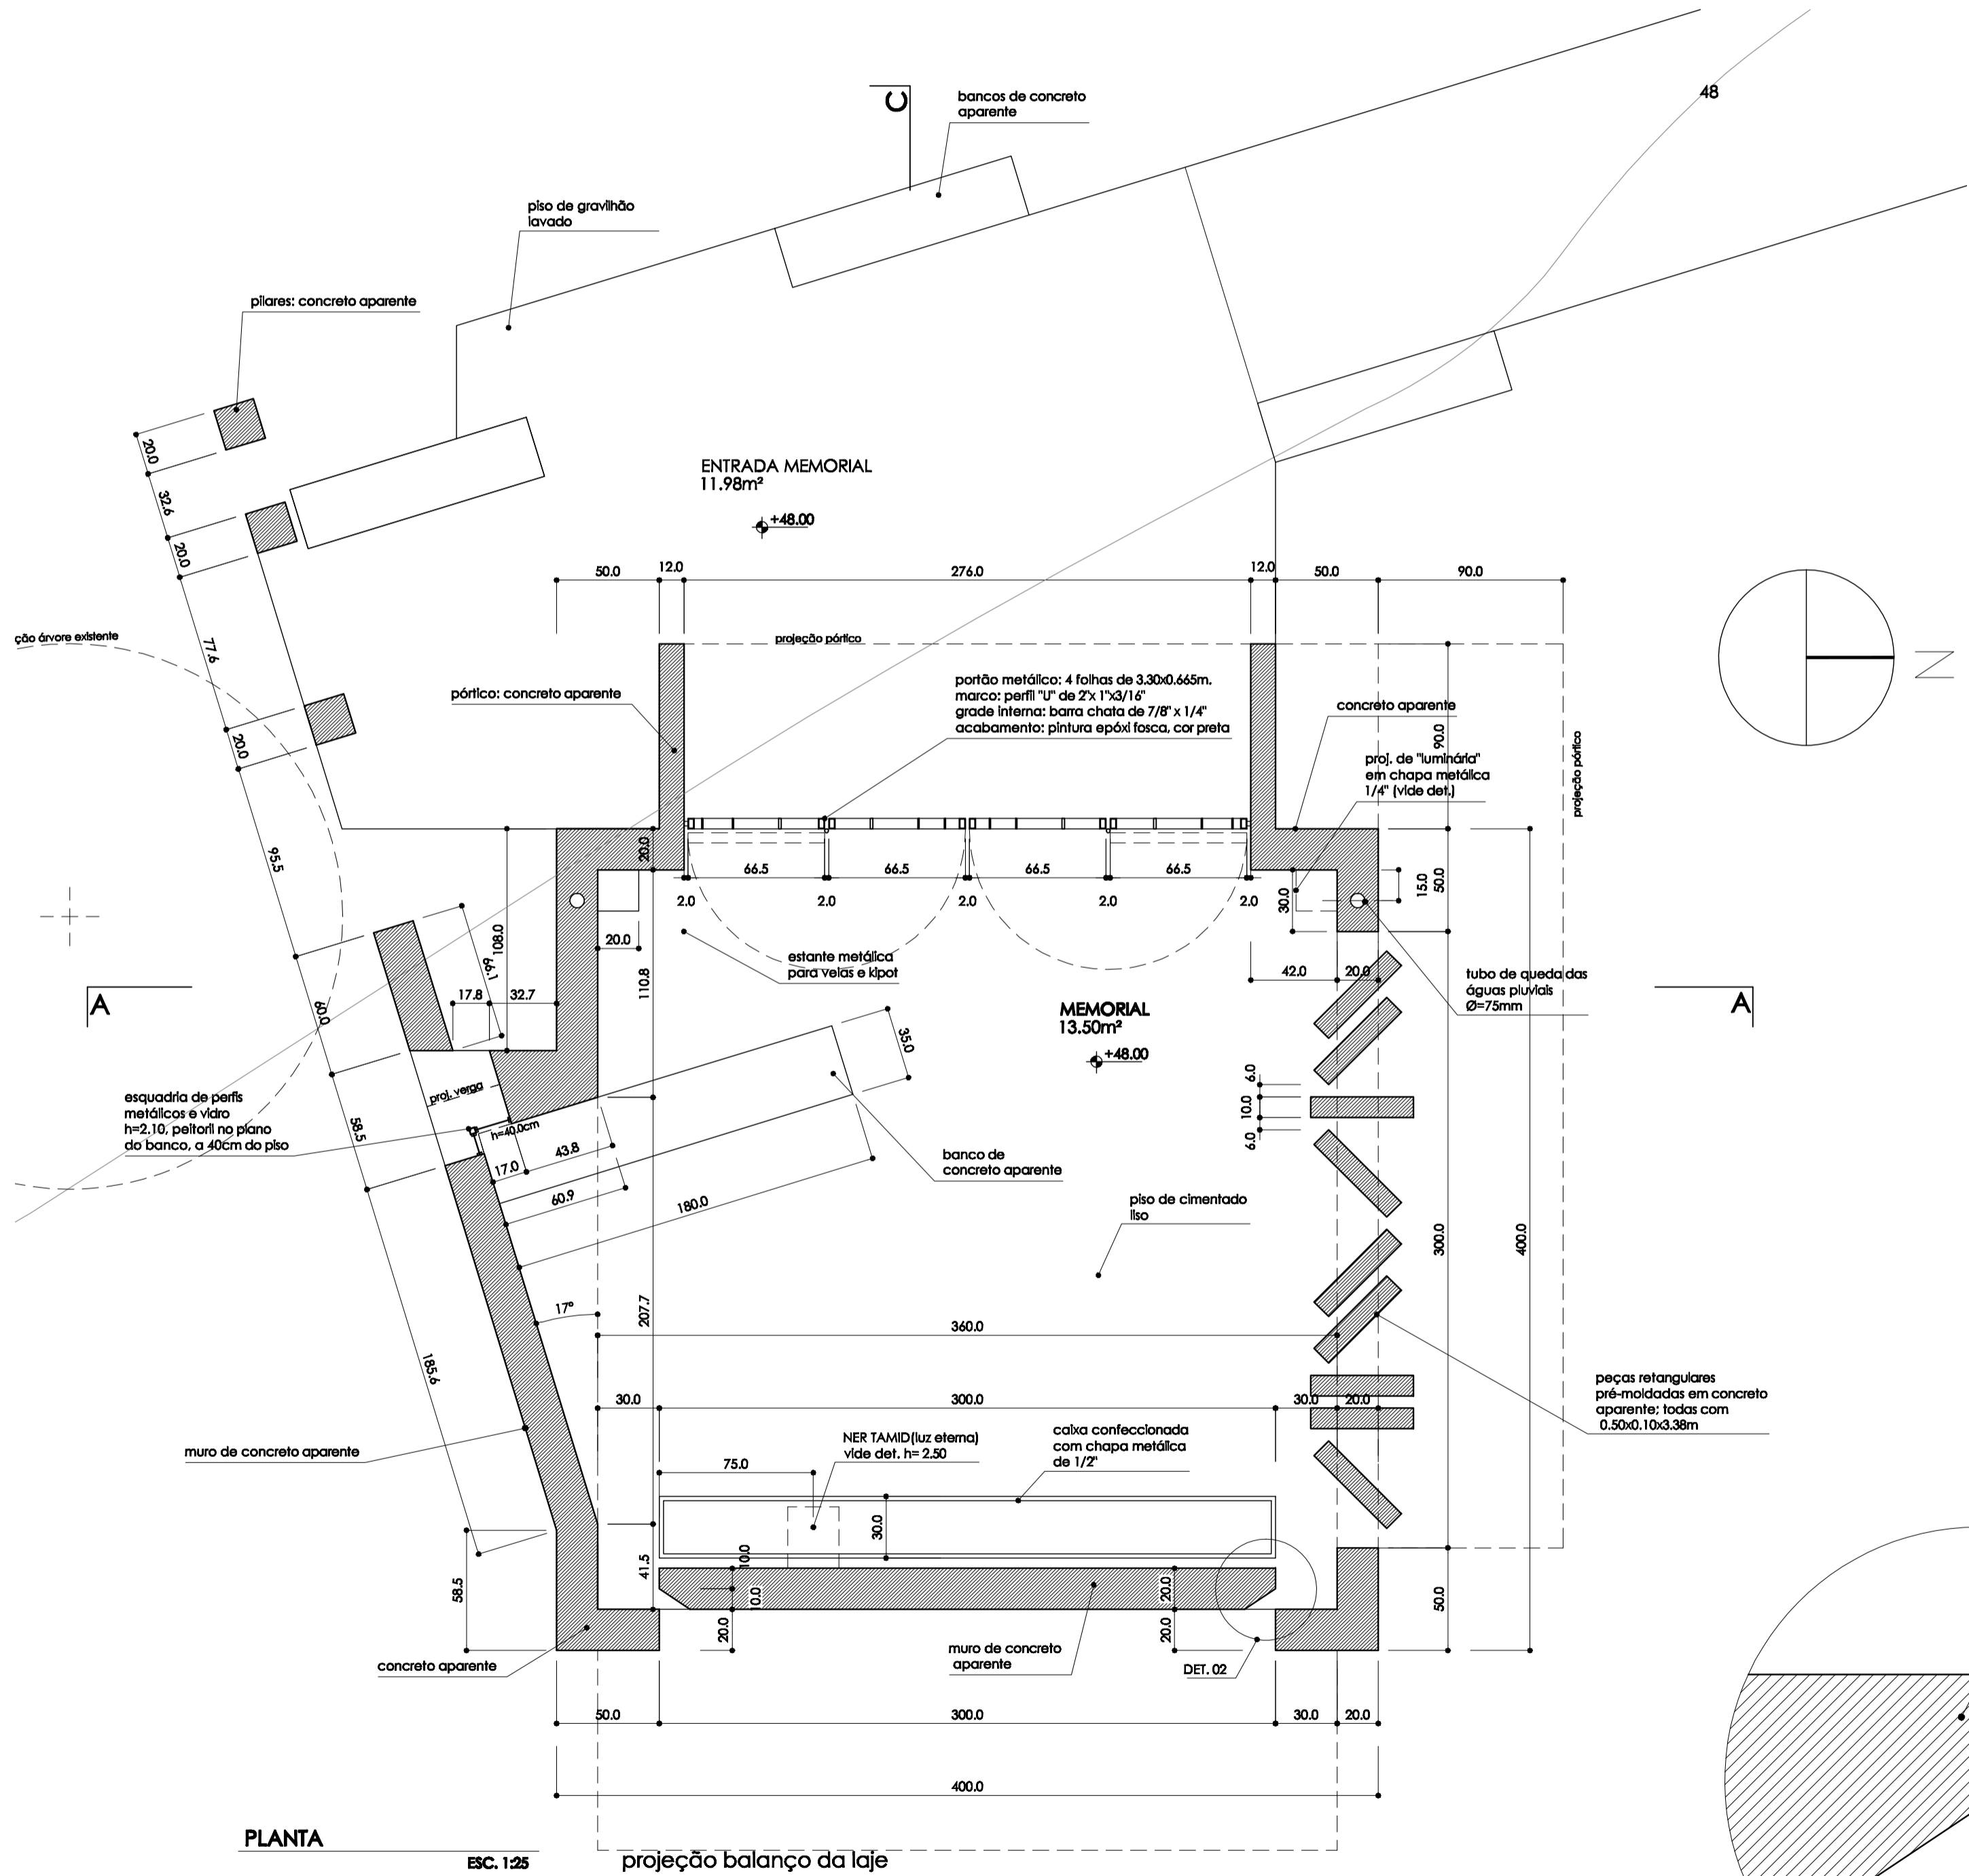 48
C
bancos de concreto
aparente
piso de gravilhão
lavado
pilares: concreto aparente
20.0
32.6
20.0
77.6
20.0
95.5
60.0
58.5
185.6
ENTRADA MEMORIAL
11.98m²
+48.00
50.0
12.0
276.0
12.0
50.0
90.0
ção árvore existente
projeção pórtico
pórtico: concreto aparente
portão metálico: 4 folhas de 3.30x0.665m.
marco: perfil "U" de 2"x 1"x3/16"
grade interna: barra chata de 7/8" x 1/4"
acabamento: pintura epóxi fosca, cor preta
concreto aparente
90.0
projeção pórtico
N
proj. de "luminária"
em chapa metálica
1/4" (vide det.)
20.0
66.5
66.5
66.5
66.5
2.0
2.0
2.0
2.0
2.0
30.0
15.0
50.0
108.0
66.1
17.8
32.7
20.0
110.8
estante metálica
para velas e kipot
42.0
20.0
tubo de queda das
águas pluviais
Ø=75mm
A
A
MEMORIAL
13.50m²
+48.00
35.0
proj. verga
esquadria de perfis
metálicos e vidro
h=2.10, peitoril no plano
do banco, a 40cm do piso
h=40.0cm
17.0
43.8
60.9
180.0
6.0
10.0
6.0
banco de
concreto aparente
piso de cimentado
liso
300.0
400.0
17°
207.7
360.0
30.0
300.0
30.0
20.0
peças retangulares
pré-moldadas em concreto
aparente; todas com
0.50x0.10x3.38m
muro de concreto aparente
NER TAMID(luz eterna)
vide det. h= 2.50
caixa confeccionada
com chapa metálica
de 1/2"
75.0
30.0
41.5
58.5
10.0
10.0
20.0
20.0
20.0
50.0
concreto aparente
muro de concreto
aparente
DET. 02
50.0
300.0
30.0
20.0
400.0
PLANTA
ESC. 1:25
projeção balanço da laje